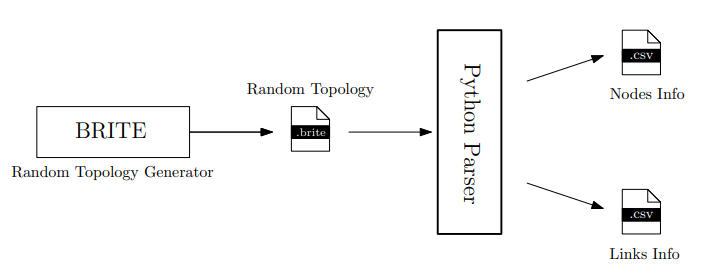 BRITE
Random Topology Generator
Random Topology
.brite
Python Parser
.csv
Nodes Info
.csv
Links Info